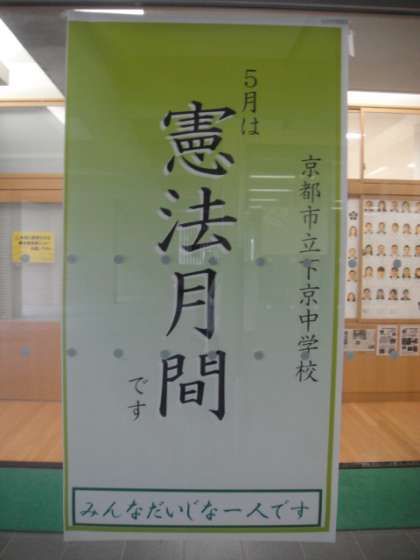 京都市立下京中学校
5月は
憲法月間
です
みんなだいじな一人です